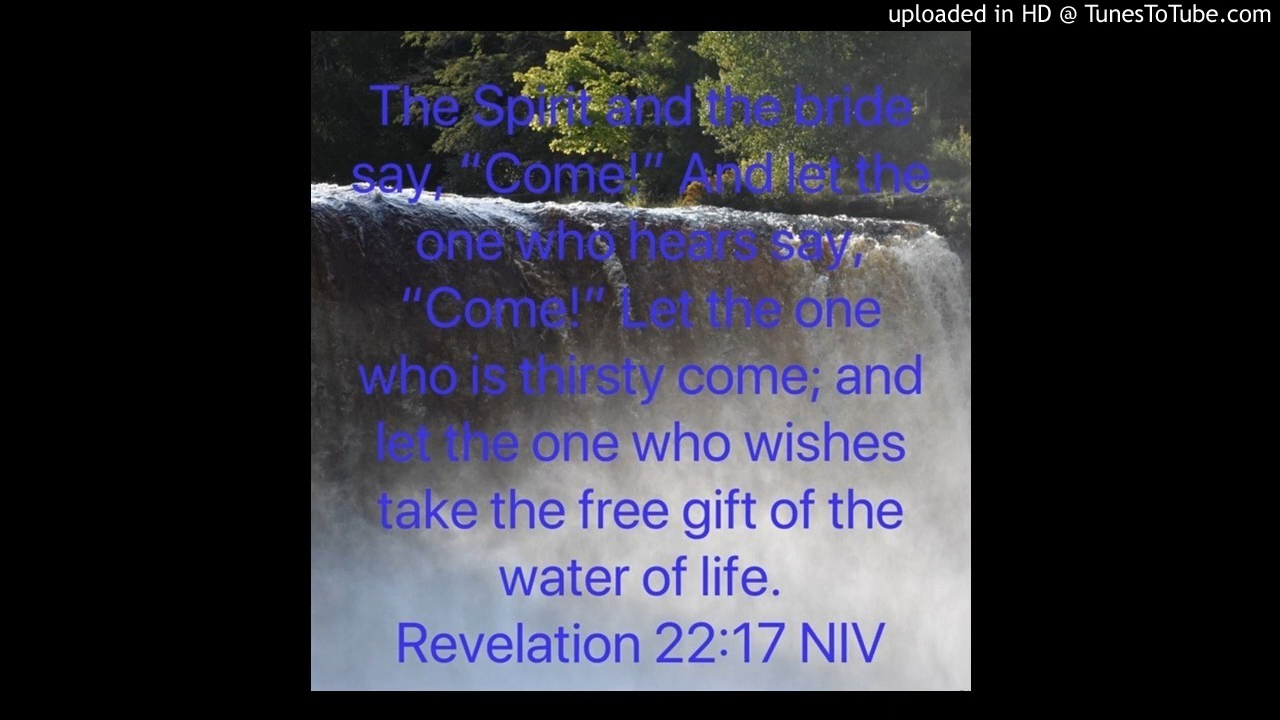 uploaded in HD @ TunesToTube.com
The Spirit and the bride
say, “Come!” And let the
one who hears say,
“Come!” Let the one
who is thirsty come; and
let the one who wishes
take the free gift of the
water of life.
Revelation 22:17 NIV